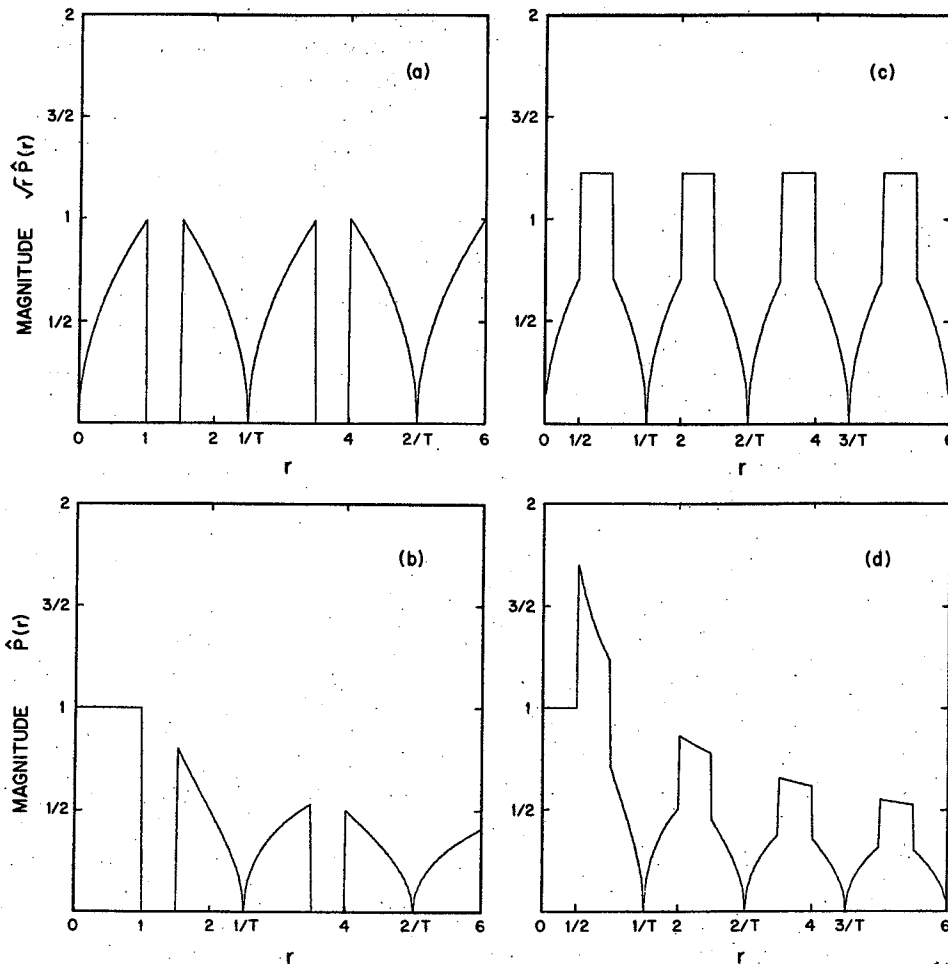 2
(a)
3/2
1
1/2
MAGNITUDE √r P̂(r)
0 1 2 1/T 4 2/T 6
r
(c)
2
3/2
1
1/2
0 1/2 1/T 2 2/T 4 3/T 6
r
2
(b)
3/2
1
1/2
MAGNITUDE P̂(r)
0 1 2 1/T 4 2/T 6
r
2
(d)
3/2
1
1/2
0 1/2 1/T 2 2/T 4 3/T 6
r